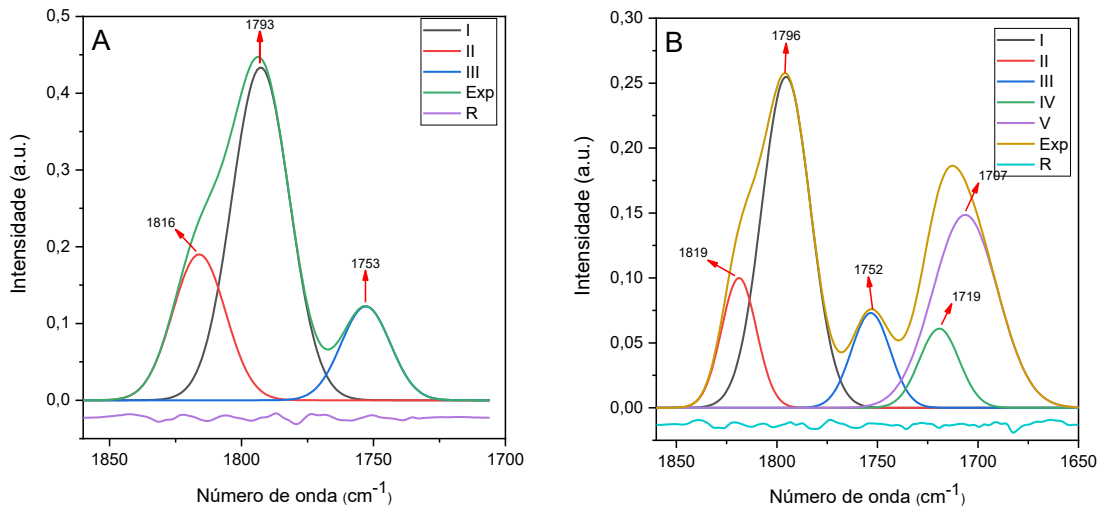 A
1793
1816
1753
I
II
III
Exp
R
0,5
0,4
0,3
0,2
0,1
0,0
Intensidade (a.u.)
1850
1800
1750
1700
Número de onda (cm-1)
B
1796
1819
1752
1707
1719
I
II
III
IV
V
Exp
R
0,30
0,25
0,20
0,15
0,10
0,05
0,00
Intensidade (a.u.)
1850
1800
1750
1700
1650
Número de onda (cm-1)